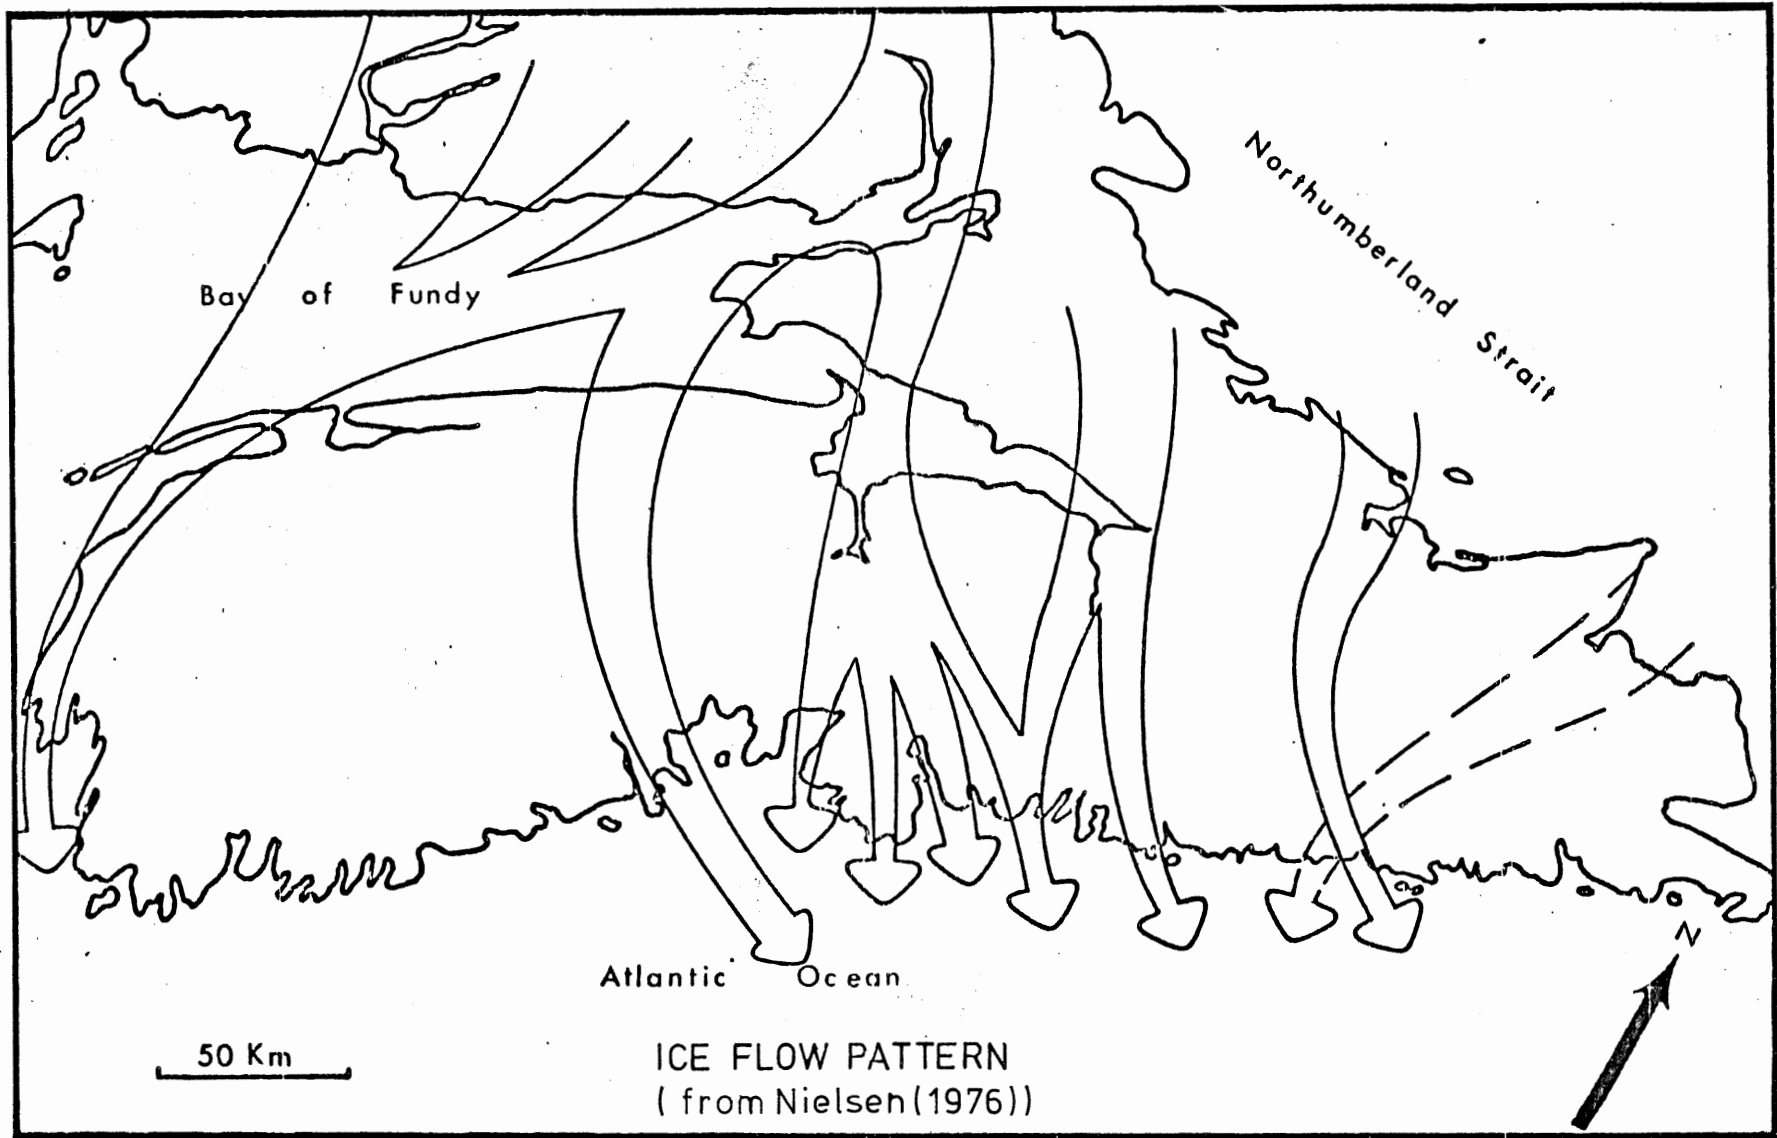 Northumberland Strait
Bay of Fundy
N
Atlantic Ocean
50 Km
ICE FLOW PATTERN
( from Nielsen (1976))